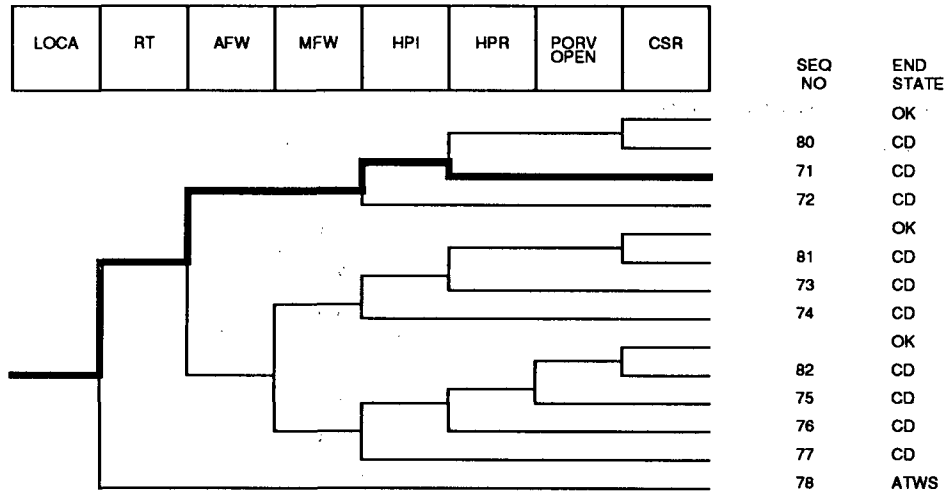 LOCA RT AFW MFW HPI HPR PORV OPEN CSR
SEQ NO END STATE
OK
80 CD
71 CD
72 CD
OK
81 CD
73 CD
74 CD
OK
82 CD
75 CD
76 CD
77 CD
78 ATWS